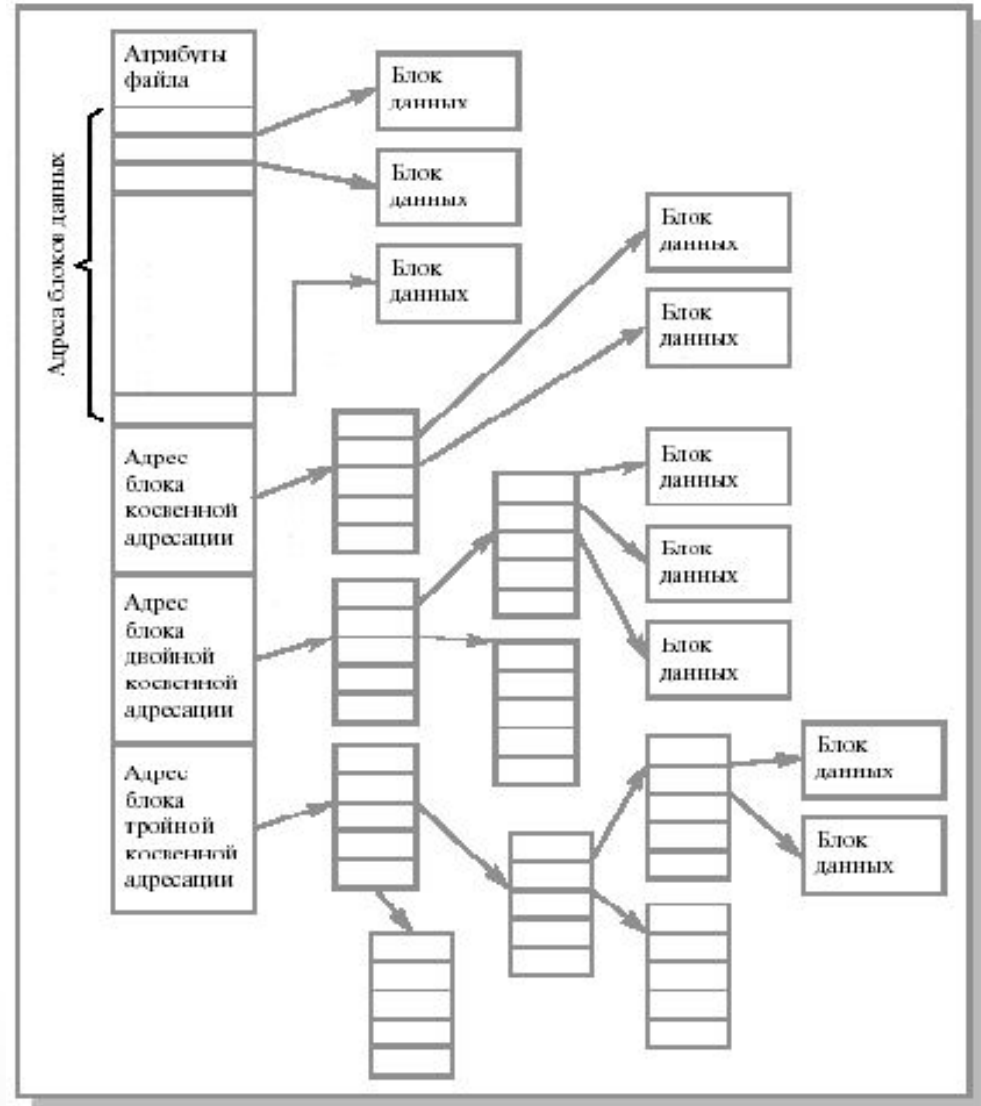 Атрибуты
файла
Адреса блоков данных
Блок
данных
Блок
данных
Блок
данных
Блок
данных
Блок
данных
Адрес
блока
косвенной
адресации
Блок
данных
Блок
данных
Блок
данных
Адрес
блока
двойной
косвенной
адресации
Адрес
блока
тройной
косвенной
адресации
Блок
данных
Блок
данных